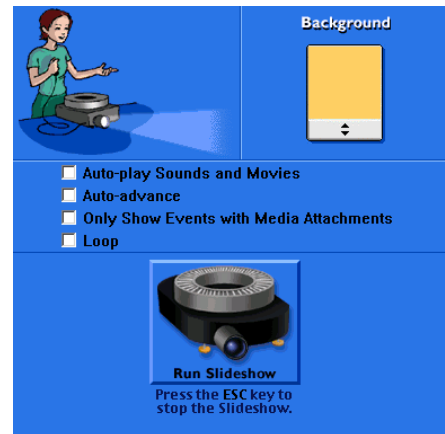 Background
Auto-play Sounds and Movies
Auto-advance
Only Show Events with Media Attachments
Loop
Run Slideshow
Press the ESC key to
stop the Slideshow.